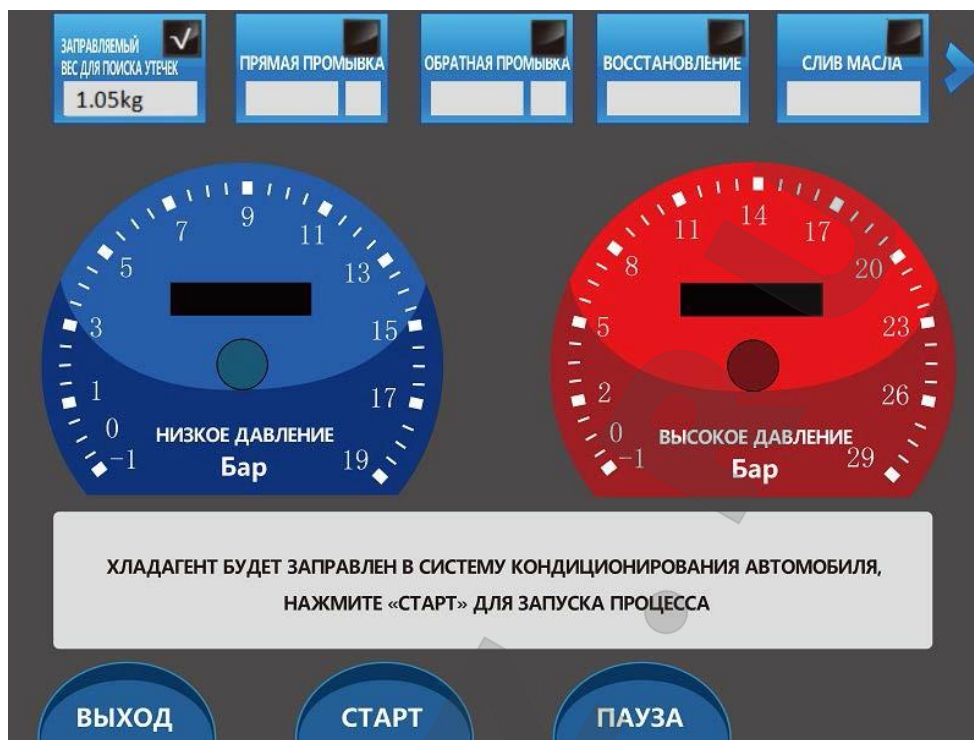 ЗАПРАВЛЯЕМЫЙ
ВЕС ДЛЯ ПОИСКА УТЕЧЕК
1.05kg
ПРЯМАЯ ПРОМЫВКА
ОБРАТНАЯ ПРОМЫВКА
ВОССТАНОВЛЕНИЕ
СЛИВ МАСЛА
-1 0 1 3 5 7 9 11 13 15 17 19
НИЗКОЕ ДАВЛЕНИЕ
Бар
-1 0 2 5 8 11 14 17 20 23 26 29
ВЫСОКОЕ ДАВЛЕНИЕ
Бар
ХЛАДАГЕНТ БУДЕТ ЗАПРАВЛЕН В СИСТЕМУ КОНДИЦИОНИРОВАНИЯ АВТОМОБИЛЯ,
НАЖМИТЕ «СТАРТ» ДЛЯ ЗАПУСКА ПРОЦЕССА
ВЫХОД
СТАРТ
ПАУЗА